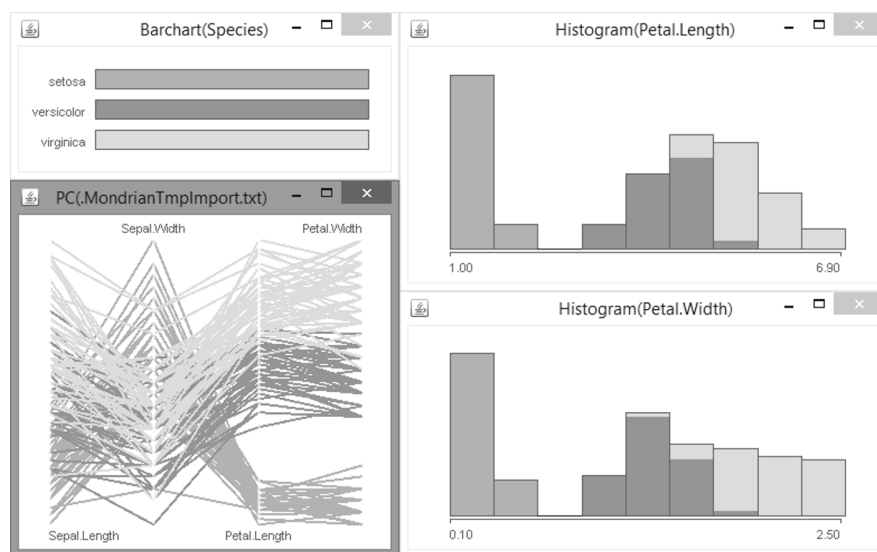 Barchart(Species)
setosa
versicolor
virginica
PC(.MondrianTmpImport.txt)
Sepal.Width
Petal.Width
Sepal.Length
Petal.Length
Histogram(Petal.Length)
1.00
6.90
Histogram(Petal.Width)
0.10
2.50